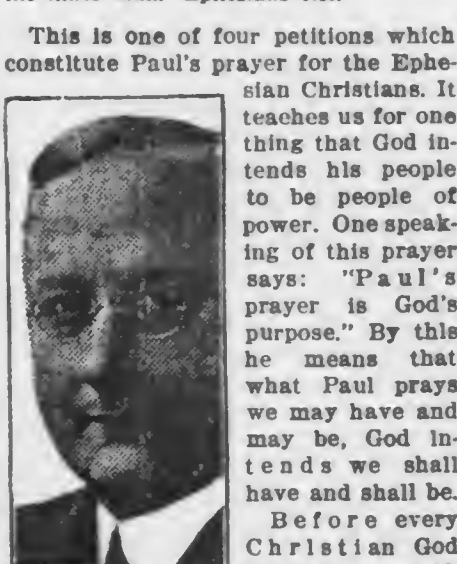 This is one of four petitions which
constitute Paul's prayer for the Ephe-
sian Christians. It
teaches us for one
thing that God in-
tends his people
to be people of
power. One speak-
ing of this prayer
says: "Paul's
prayer is God's
purpose." By this
he means that
what Paul prays
we may have and
may be, God in-
tends we shall
have and shall be.
Before every
Christian God